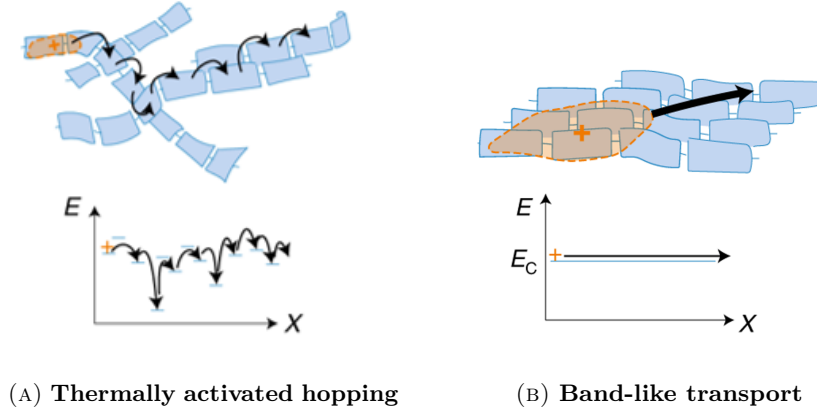 +
+
E
E
+
E_C
+
X
X
(A) Thermally activated hopping
(B) Band-like transport